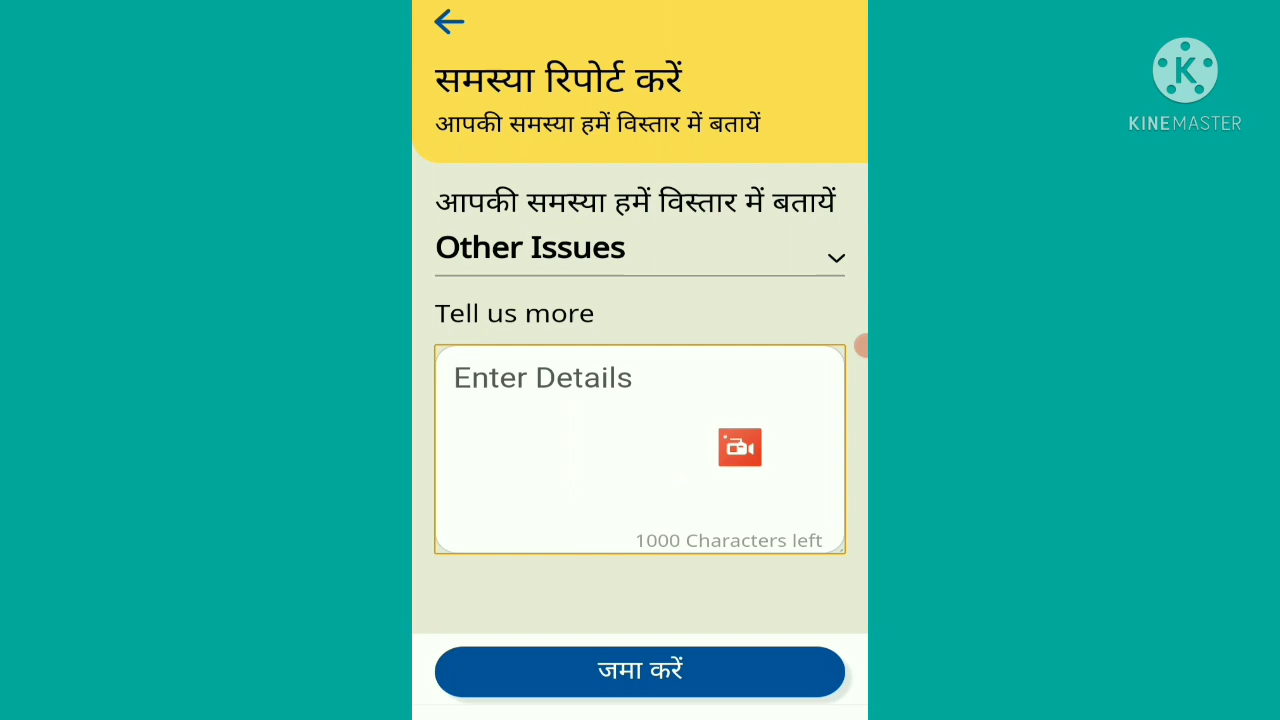 समस्या रिपोर्ट करें
आपकी समस्या हमें विस्तार में बतायें
आपकी समस्या हमें विस्तार में बतायें
Other Issues
Tell us more
Enter Details
1000 Characters left
जमा करें
K
KINEMASTER